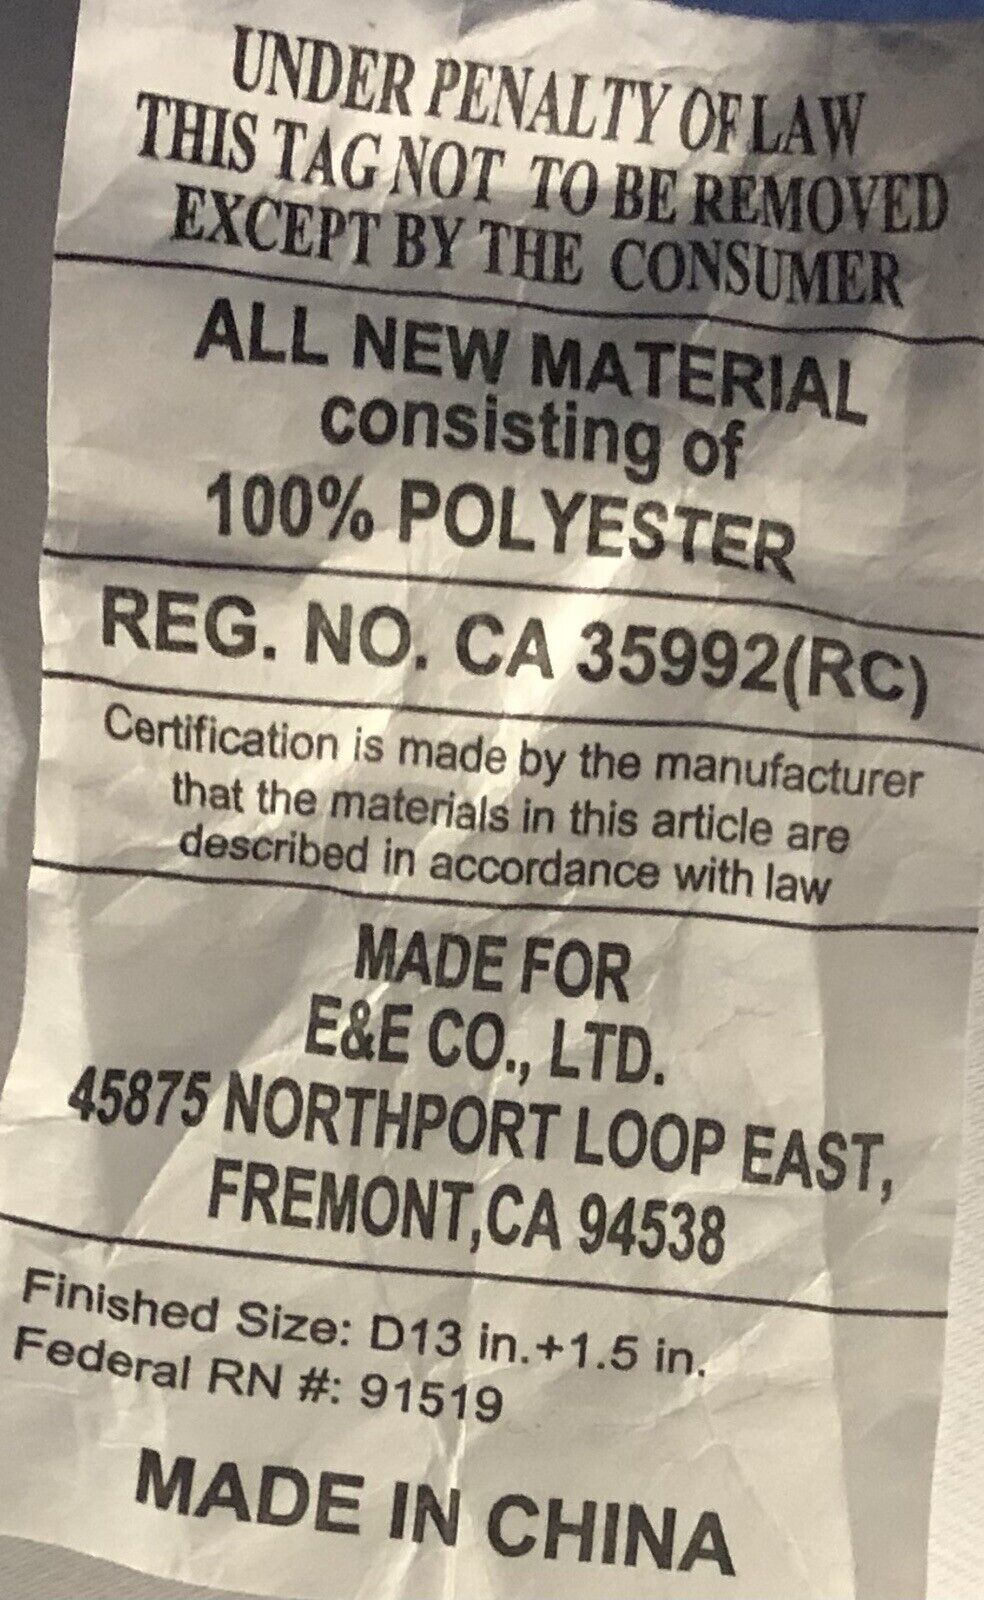 UNDER PENALTY OF LAW
THIS TAG NOT TO BE REMOVED
EXCEPT BY THE CONSUMER
ALL NEW MATERIAL
consisting of
100% POLYESTER
REG. NO. CA 35992(RC)
Certification is made by the manufacturer
that the materials in this article are
described in accordance with law
MADE FOR
E&E CO., LTD.
45875 NORTHPORT LOOP EAST,
FREMONT,CA 94538
Finished Size: D13 in.+1.5 in.
Federal RN #: 91519
MADE IN CHINA